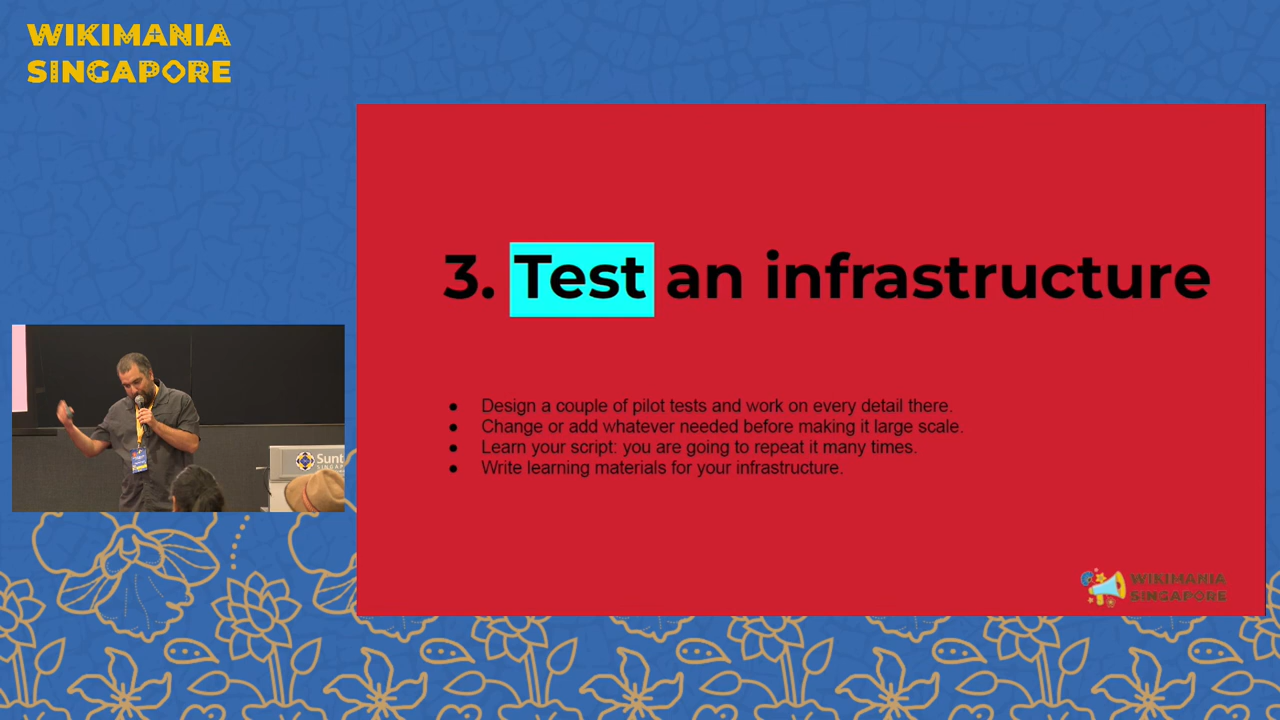 WIKIMANIA
SINGAPORE
3. Test an infrastructure
● Design a couple of pilot tests and work on every detail there.
● Change or add whatever needed before making it large scale.
● Learn your script: you are going to repeat it many times.
● Write learning materials for your infrastructure.
Sunt
SINGAP
WIKIMANIA
SINGAPORE